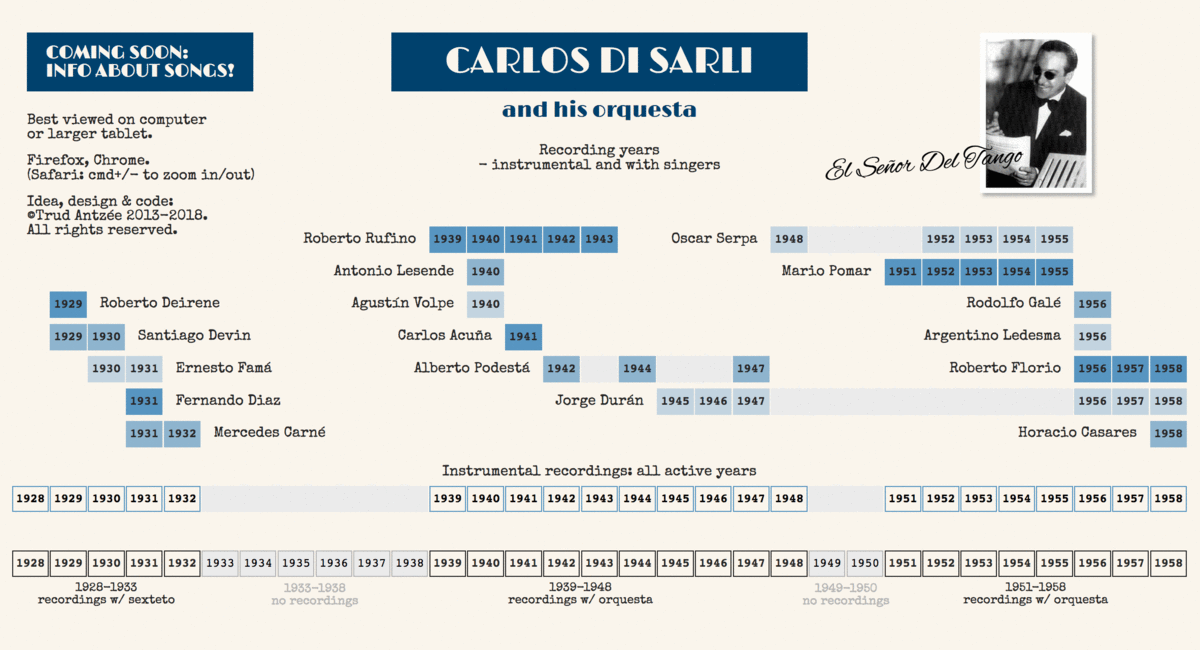 COMING SOON:
INFO ABOUT SONGS!
Best viewed on computer
or larger tablet.
Firefox, Chrome.
(Safari: cmd+/- to zoom in/out)
Idea, design & code:
©Trud Antzée 2013-2018.
All rights reserved.
CARLOS DI SARLI
and his orquesta
Recording years
- instrumental and with singers
El Señor Del Tango
Roberto Rufino 1939 1940 1941 1942 1943
Oscar Serpa 1948 1952 1953 1954 1955
Antonio Lesende 1940
Mario Pomar 1951 1952 1953 1954 1955
1929 Roberto Deirene
Agustín Volpe 1940
Rodolfo Galé 1956
1929 1930 Santiago Devin
Carlos Acuña 1941
Argentino Ledesma 1956
1930 1931 Ernesto Famá
Alberto Podestá 1942 1944 1947
Roberto Florio 1956 1957 1958
1931 Fernando Diaz
Jorge Durán 1945 1946 1947 1956 1957 1958
1931 1932 Mercedes Carné
Horacio Casares 1958
Instrumental recordings: all active years
1928 1929 1930 1931 1932 1939 1940 1941 1942 1943 1944 1945 1946 1947 1948 1951 1952 1953 1954 1955 1956 1957 1958
1928 1929 1930 1931 1932 1933 1934 1935 1936 1937 1938 1939 1940 1941 1942 1943 1944 1945 1946 1947 1948 1949 1950 1951 1952 1953 1954 1955 1956 1957 1958
1928-1933
recordings w/ sexteto
1933-1938
no recordings
1939-1948
recordings w/ orquesta
1949-1950
no recordings
1951-1958
recordings w/ orquesta